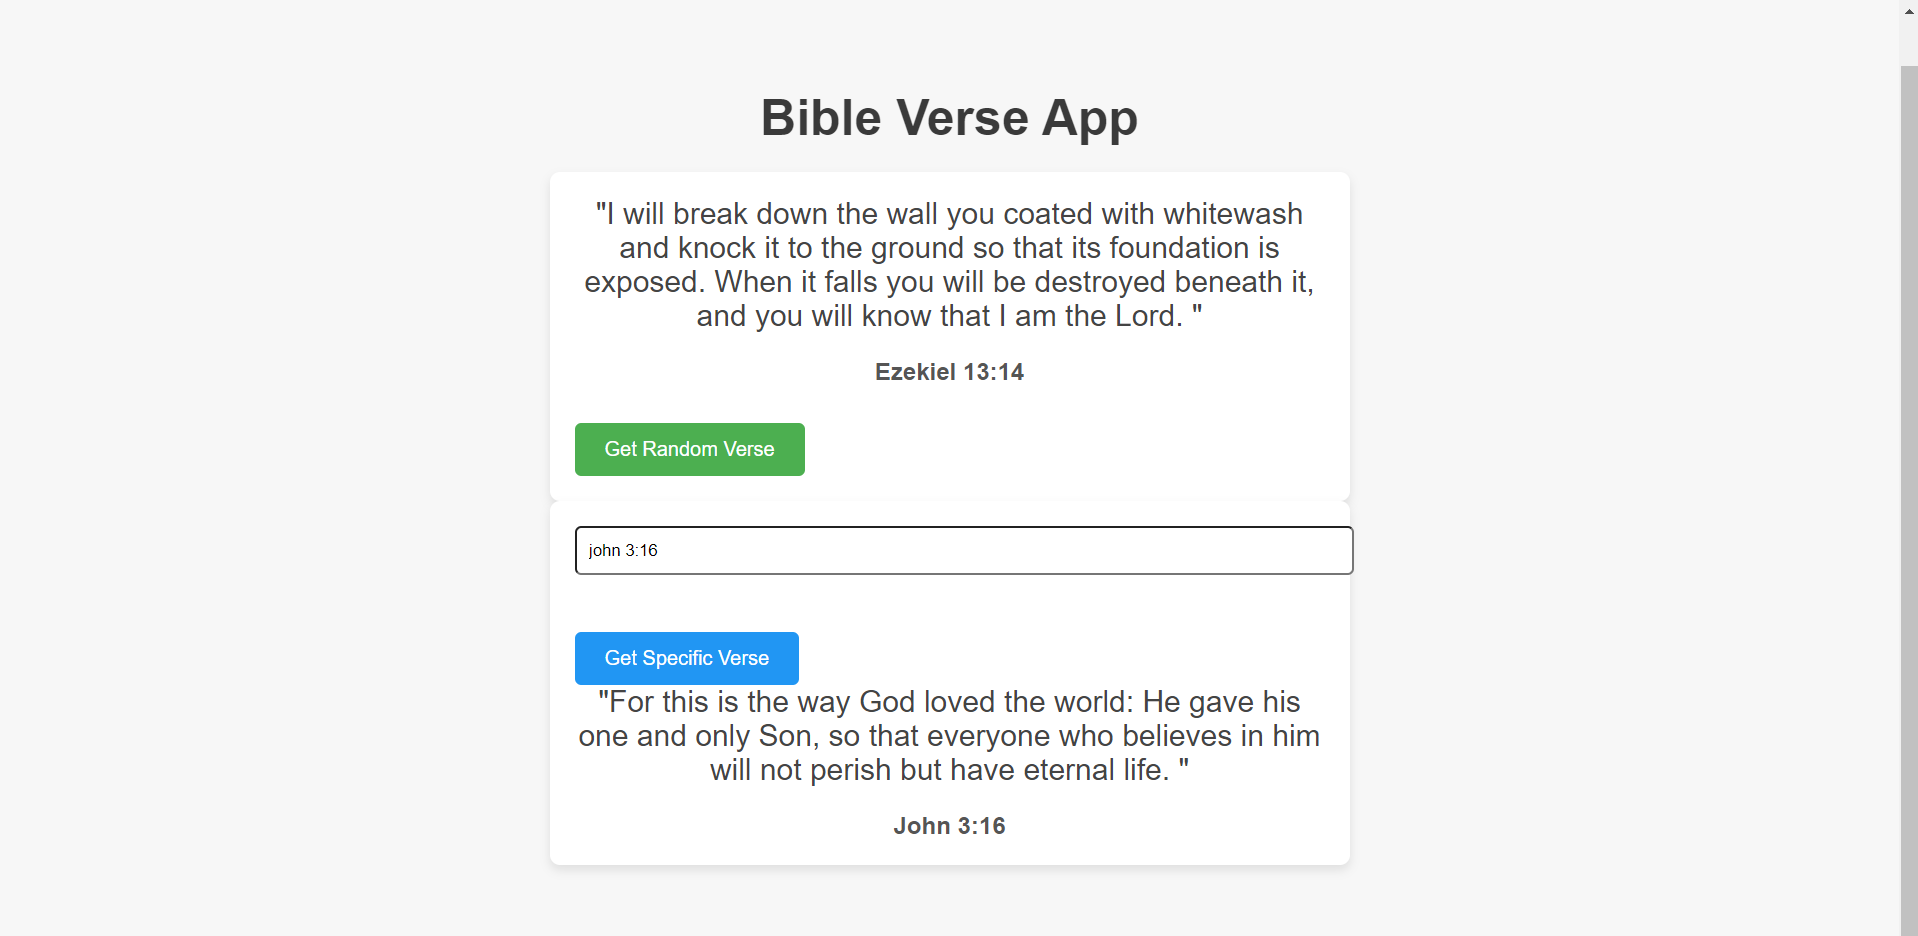 Bible Verse App
"I will break down the wall you coated with whitewash
and knock it to the ground so that its foundation is
exposed. When it falls you will be destroyed beneath it,
and you will know that I am the Lord. "
Ezekiel 13:14
Get Random Verse
john 3:16
Get Specific Verse
"For this is the way God loved the world: He gave his
one and only Son, so that everyone who believes in him
will not perish but have eternal life. "
John 3:16